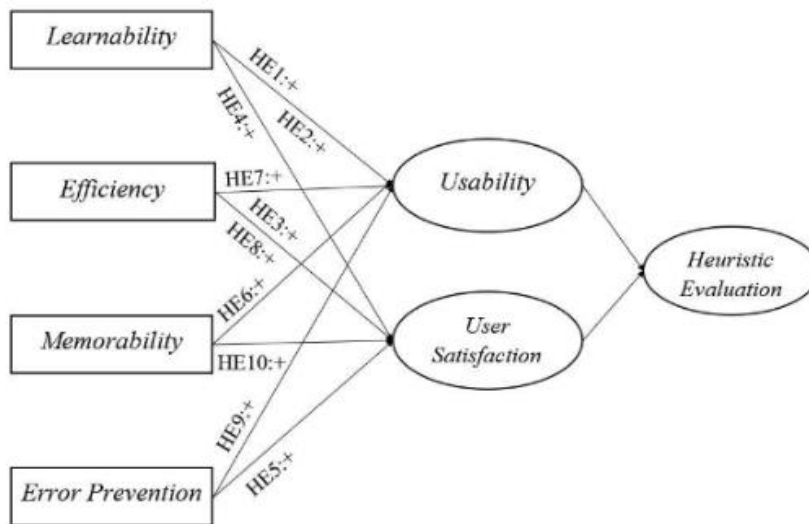 Learnability
HE1:+
HE2:+
HE4:+
Efficiency
HE7:+
HE3:+
HE8:+
Usability
Heuristic
Evaluation
Memorability
HE6:+
HE10:+
User
Satisfaction
Error Prevention
HE9:+
HE5:+